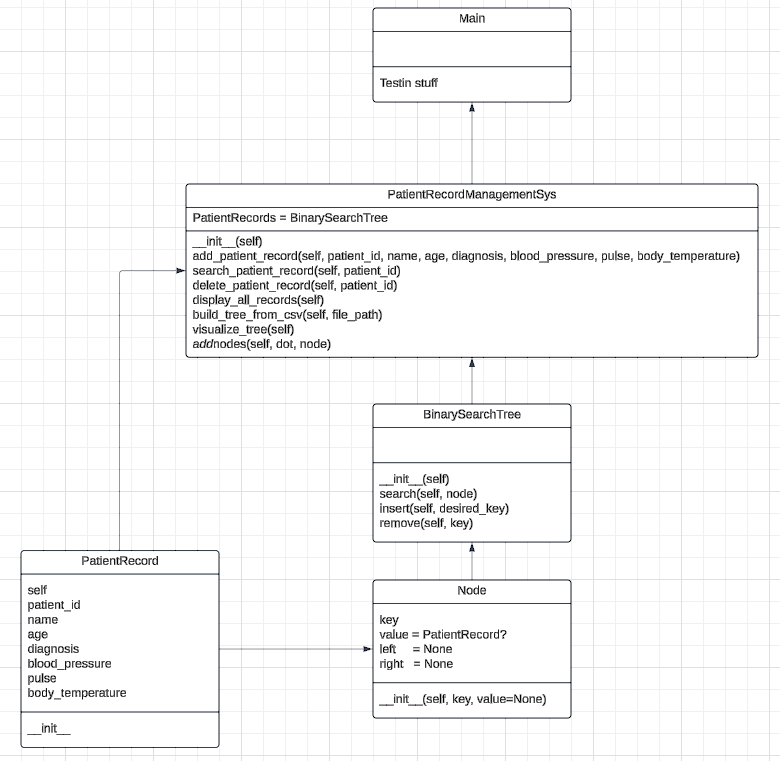 Main
Testin stuff
PatientRecordManagementSys
PatientRecords = BinarySearchTree
__init__(self)
add_patient_record(self, patient_id, name, age, diagnosis, blood_pressure, pulse, body_temperature)
search_patient_record(self, patient_id)
delete_patient_record(self, patient_id)
display_all_records(self)
build_tree_from_csv(self, file_path)
visualize_tree(self)
addnodes(self, dot, node)
BinarySearchTree
__init__(self)
search(self, node)
insert(self, desired_key)
remove(self, key)
PatientRecord
self
patient_id
name
age
diagnosis
blood_pressure
pulse
body_temperature
__init__
Node
key
value = PatientRecord?
left = None
right = None
__init__(self, key, value=None)